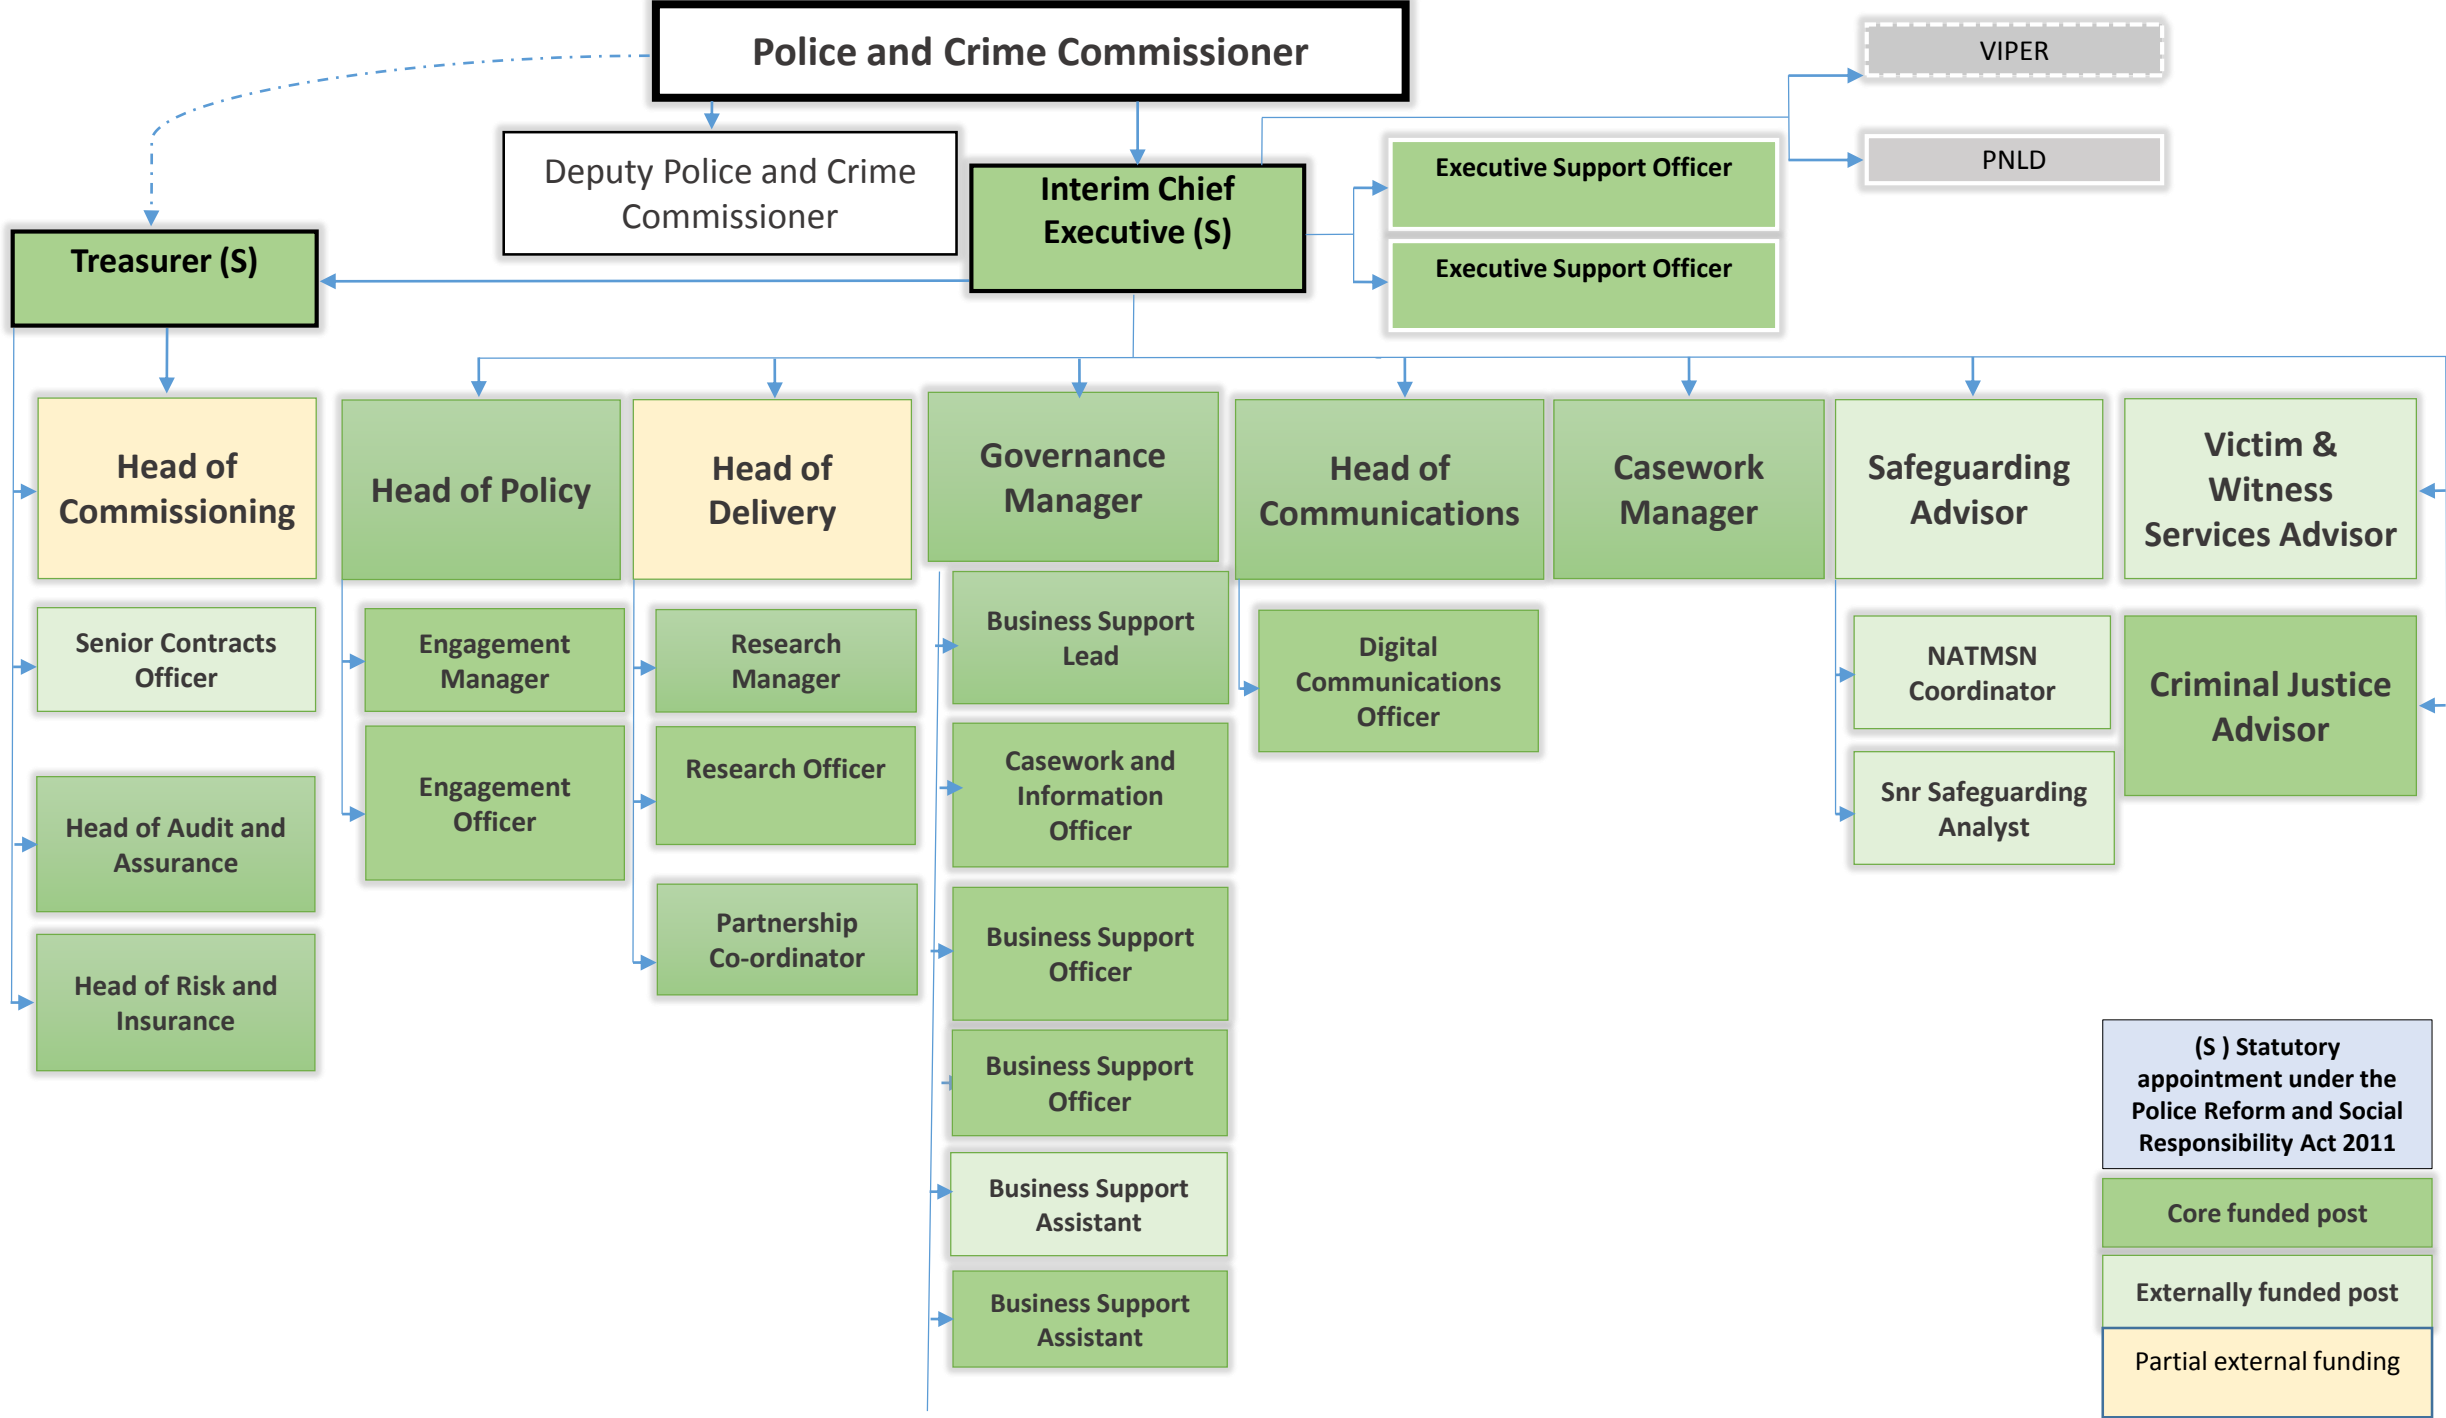 Police and Crime Commissioner
VIPER
Deputy Police and Crime
Commissioner
Interim Chief
Executive (S)
Executive Support Officer
PNLD
Treasurer (S)
Executive Support Officer
Head of
Commissioning
Head of Policy
Head of
Delivery
Governance
Manager
Head of
Communications
Casework
Manager
Safeguarding
Advisor
Victim &
Witness
Services Advisor
Senior Contracts
Officer
Engagement
Manager
Research
Manager
Business Support
Lead
Digital
Communications
Officer
NATMSN
Coordinator
Criminal Justice
Advisor
Head of Audit and
Assurance
Engagement
Officer
Research Officer
Casework and
Information
Officer
Snr Safeguarding
Analyst
Head of Risk and
Insurance
Partnership
Co-ordinator
Business Support
Officer
Business Support
Officer
Business Support
Assistant
Business Support
Assistant
(S ) Statutory
appointment under the
Police Reform and Social
Responsibility Act 2011
Core funded post
Externally funded post
Partial external funding